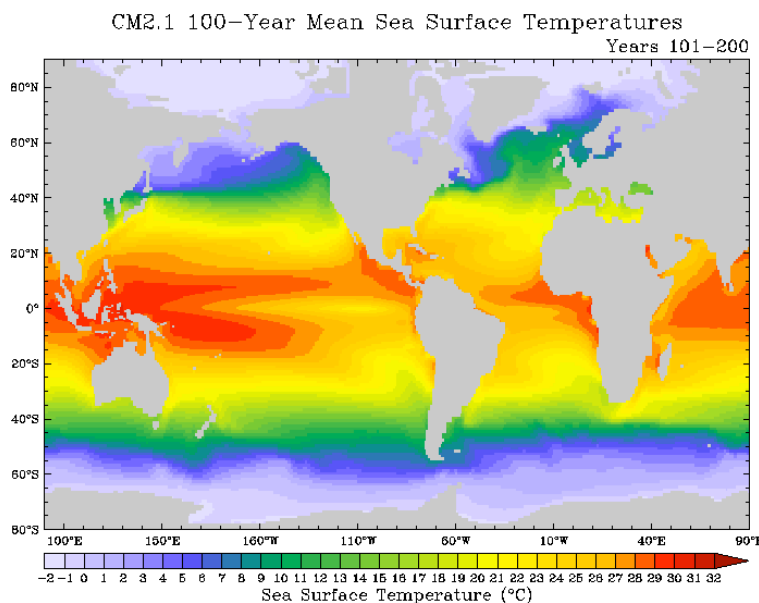 CM2.1 100-Year Mean Sea Surface Temperatures
Years 101-200
80°N
60°N
40°N
20°N
0°
20°S
40°S
60°S
80°S
100°E 150°E 160°W 110°W 60°W 10°W 40°E 90°E
-2 -1 0 1 2 3 4 5 6 7 8 9 10 11 12 13 14 15 16 17 18 19 20 21 22 23 24 25 26 27 28 29 30 31 32
Sea Surface Temperature (°C)